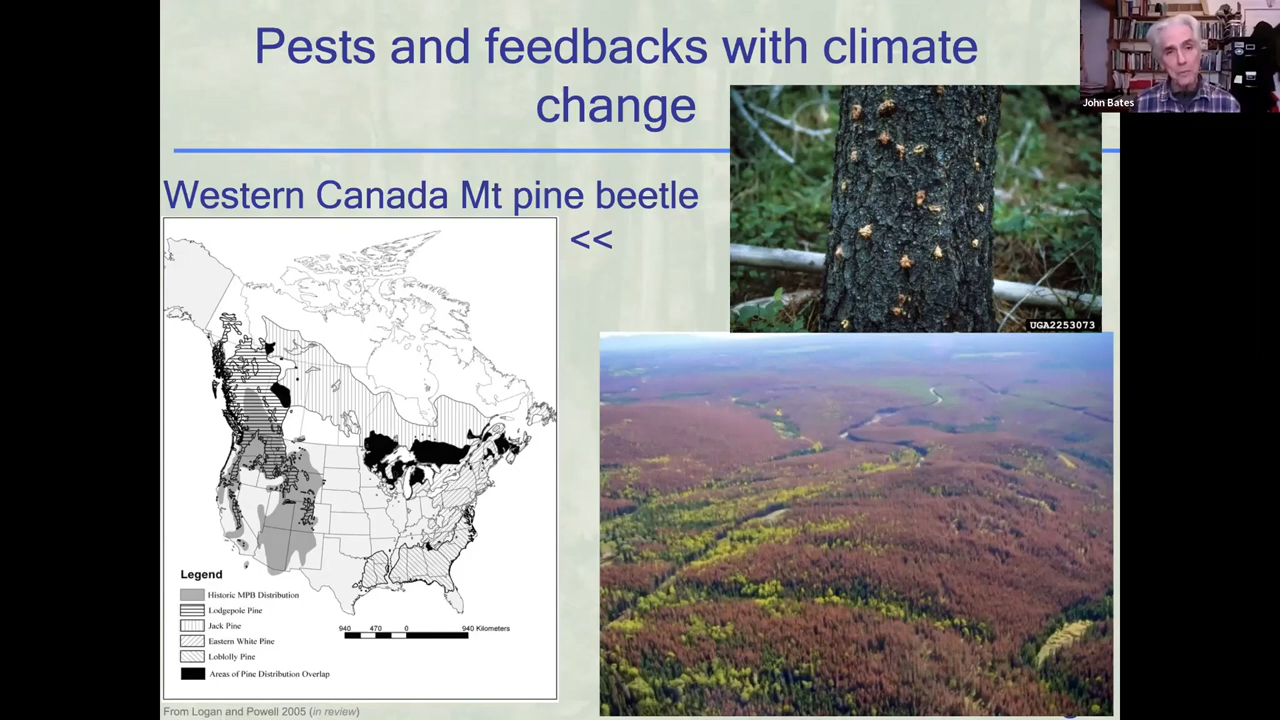 Pests and feedbacks with climate
change
John Bates
Western Canada Mt pine beetle
<<
UGA2253073
Legend
Historic MPB Distribution
Lodgepole Pine
Jack Pine
Eastern White Pine
Loblolly Pine
Areas of Pine Distribution Overlap
940 470 0 940 Kilometers
From Logan and Powell 2005 (in review)